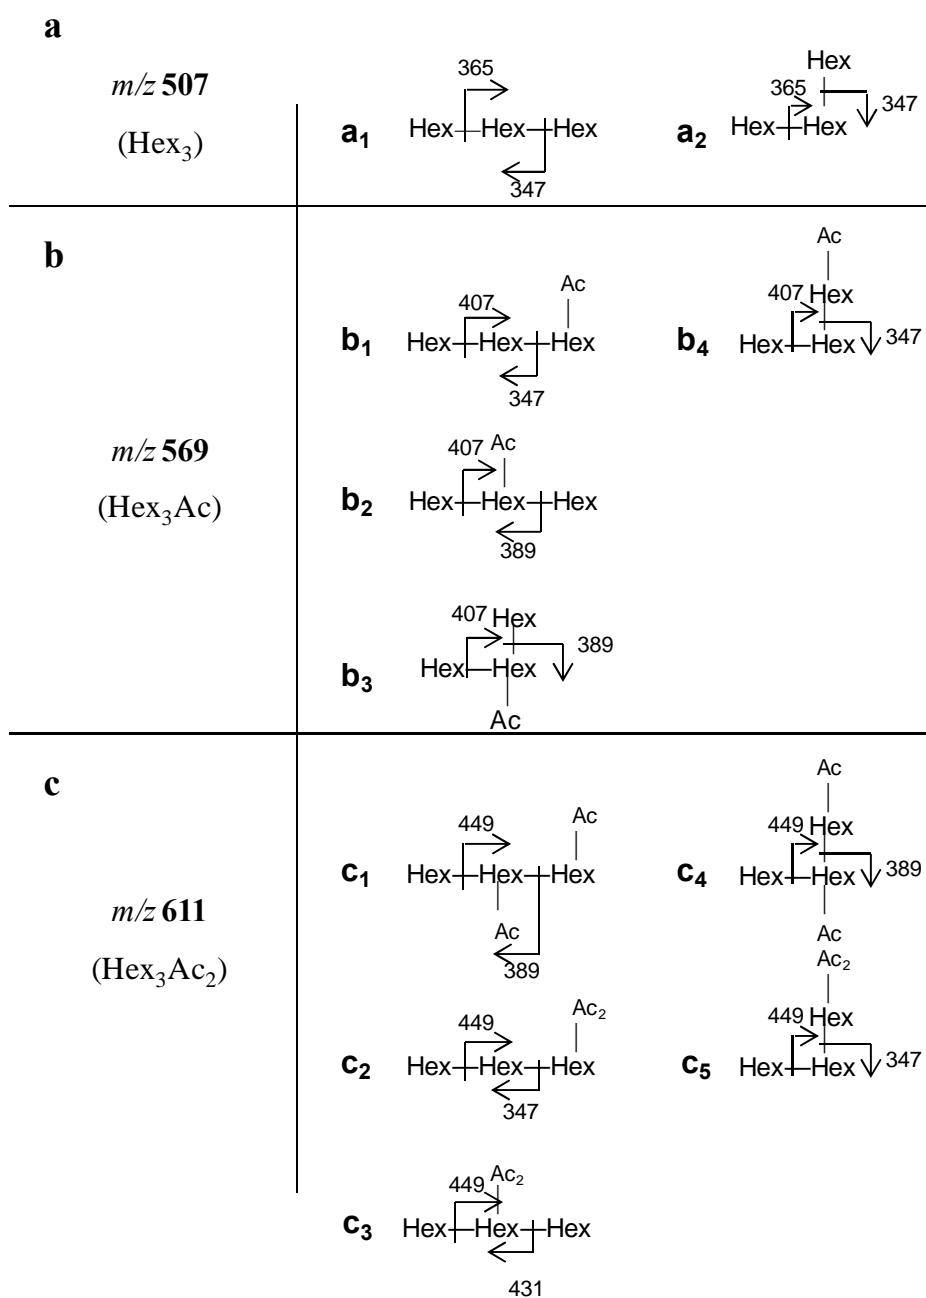 a
m/z 507
(Hex3)
a1
365
Hex Hex Hex
347
a2
Hex
365
347
Hex Hex
b
m/z 569
(Hex3Ac)
b1
Ac
407
Hex Hex Hex
347
b4
Ac
407 Hex
347
Hex Hex
b2
407 Ac
Hex Hex Hex
389
b3
407 Hex
389
Hex Hex
Ac
c
m/z 611
(Hex3Ac2)
c1
Ac
449
Hex Hex Hex
Ac
389
c4
Ac
449 Hex
389
Hex Hex
Ac
c2
Ac2
449
Hex Hex Hex
347
c5
Ac2
449 Hex
347
Hex Hex
c3
449 Ac2
Hex Hex Hex
431